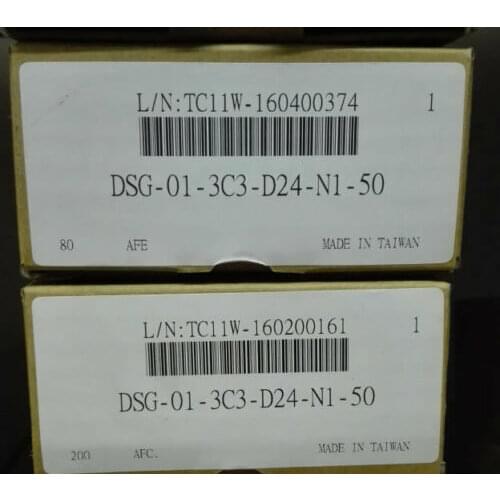 L/N:TC11W-160400374 1
DSG-01-3C3-D24-N1-50
80 AFE MADE IN TAIWAN
L/N:TC11W-160200161 1
DSG-01-3C3-D24-N1-50
200 AFC. MADE IN TAIWAN